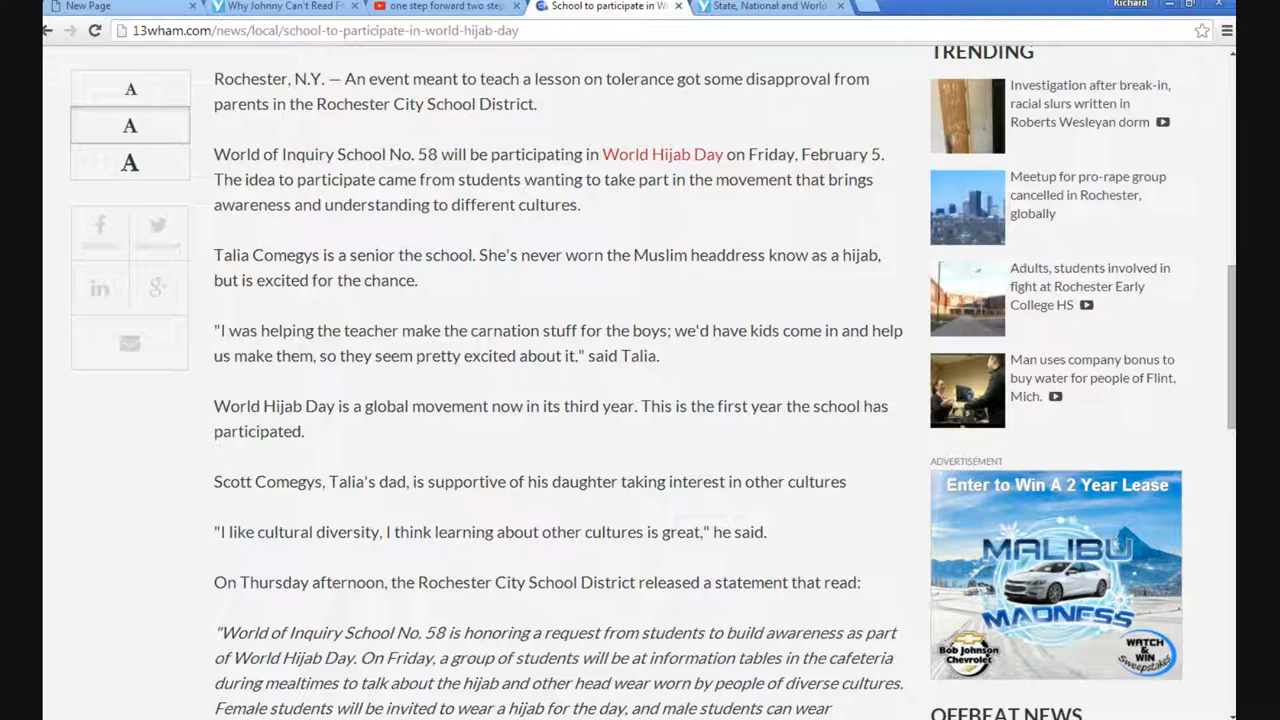 New Page
Why Johnny Can't Read F
one step forward two step
School to participate in W
State, National and World
Richard
13wham.com/news/local/school-to-participate-in-world-hijab-day
A
A
A
Rochester, N.Y. — An event meant to teach a lesson on tolerance got some disapproval from
parents in the Rochester City School District.
World of Inquiry School No. 58 will be participating in World Hijab Day on Friday, February 5.
The idea to participate came from students wanting to take part in the movement that brings
awareness and understanding to different cultures.
Talia Comegys is a senior the school. She's never worn the Muslim headdress know as a hijab,
but is excited for the chance.
"I was helping the teacher make the carnation stuff for the boys; we'd have kids come in and help
us make them, so they seem pretty excited about it," said Talia.
World Hijab Day is a global movement now in its third year. This is the first year the school has
participated.
Scott Comegys, Talia's dad, is supportive of his daughter taking interest in other cultures
"I like cultural diversity, I think learning about other cultures is great," he said.
On Thursday afternoon, the Rochester City School District released a statement that read:
"World of Inquiry School No. 58 is honoring a request from students to build awareness as part
of World Hijab Day. On Friday, a group of students will be at information tables in the cafeteria
during mealtimes to talk about the hijab and other head wear worn by people of diverse cultures.
Female students will be invited to wear a hijab for the day, and male students can wear
TRENDING
Investigation after break-in,
racial slurs written in
Roberts Wesleyan dorm
Meetup for pro-rape group
cancelled in Rochester,
globally
Adults, students involved in
fight at Rochester Early
College HS
Man uses company bonus to
buy water for people of Flint,
Mich.
ADVERTISEMENT
Enter to Win A 2 Year Lease
MALIBU
MADNESS
Bob Johnson
Chevrolet
WATCH
&
WIN
Sweepstakes
OFFBEAT NEWS